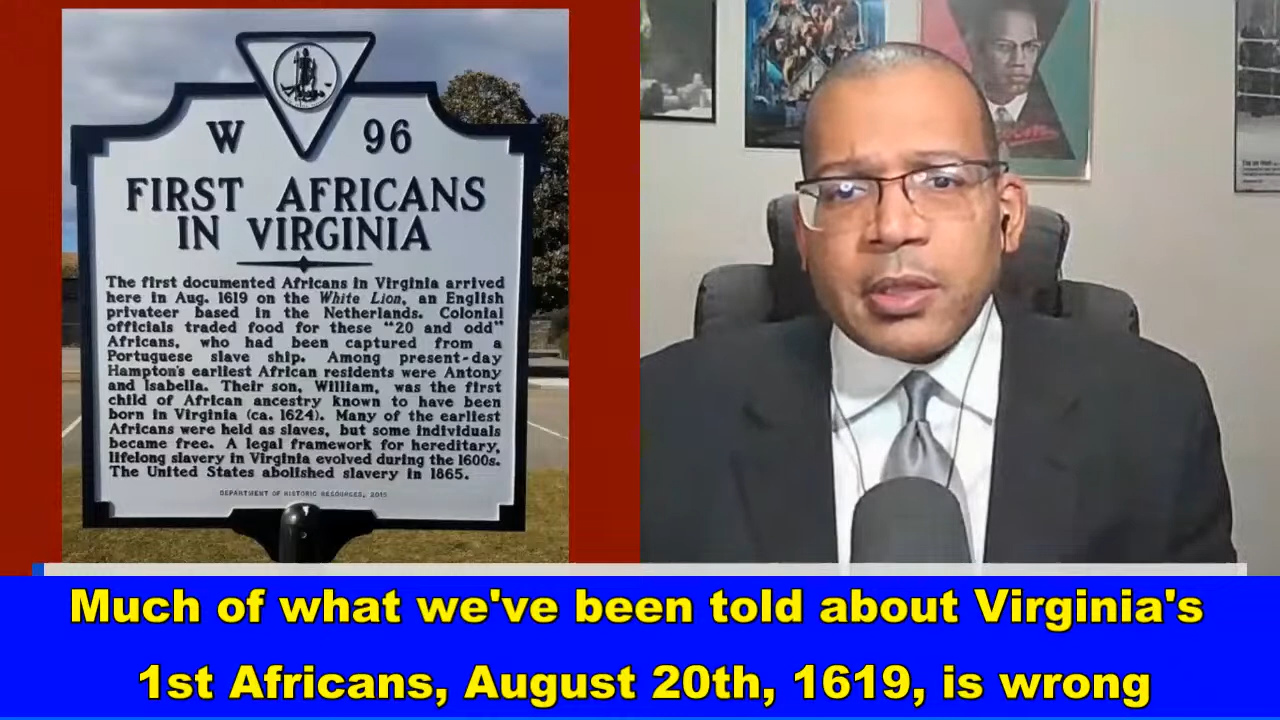 W 96
FIRST AFRICANS
IN VIRGINIA
The first documented Africans in Virginia arrived
here in Aug. 1619 on the White Lion, an English
privateer based in the Netherlands. Colonial
officials traded food for these "20 and odd"
Africans, who had been captured from a
Portuguese slave ship. Among present-day
Hampton's earliest African residents were Antony
and Isabella. Their son, William, was the first
child of African ancestry known to have been
born in Virginia (ca. 1624). Many of the earliest
Africans were held as slaves, but some individuals
became free. A legal framework for hereditary,
lifelong slavery in Virginia evolved during the 1600s.
The United States abolished slavery in 1865.
DEPARTMENT OF HISTORIC RESOURCES, 2015
Much of what we've been told about Virginia's
1st Africans, August 20th, 1619, is wrong